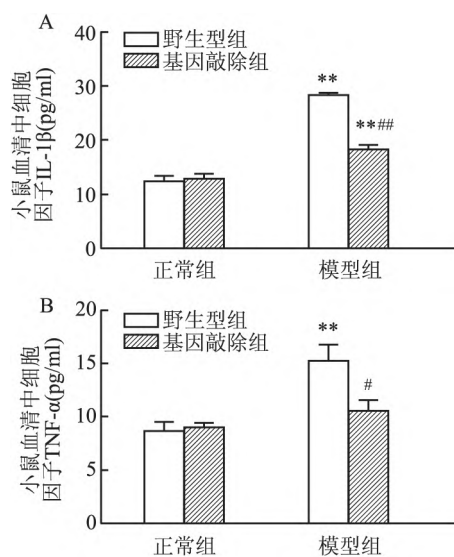 A
小鼠血清中细胞
因子IL-1β(pg/ml)
40
30
20
10
0
野生型组
基因敲除组
**
**##
正常组
模型组
B
小鼠血清中细胞
因子TNF-α(pg/ml)
20
15
10
5
0
野生型组
基因敲除组
**
#
正常组
模型组